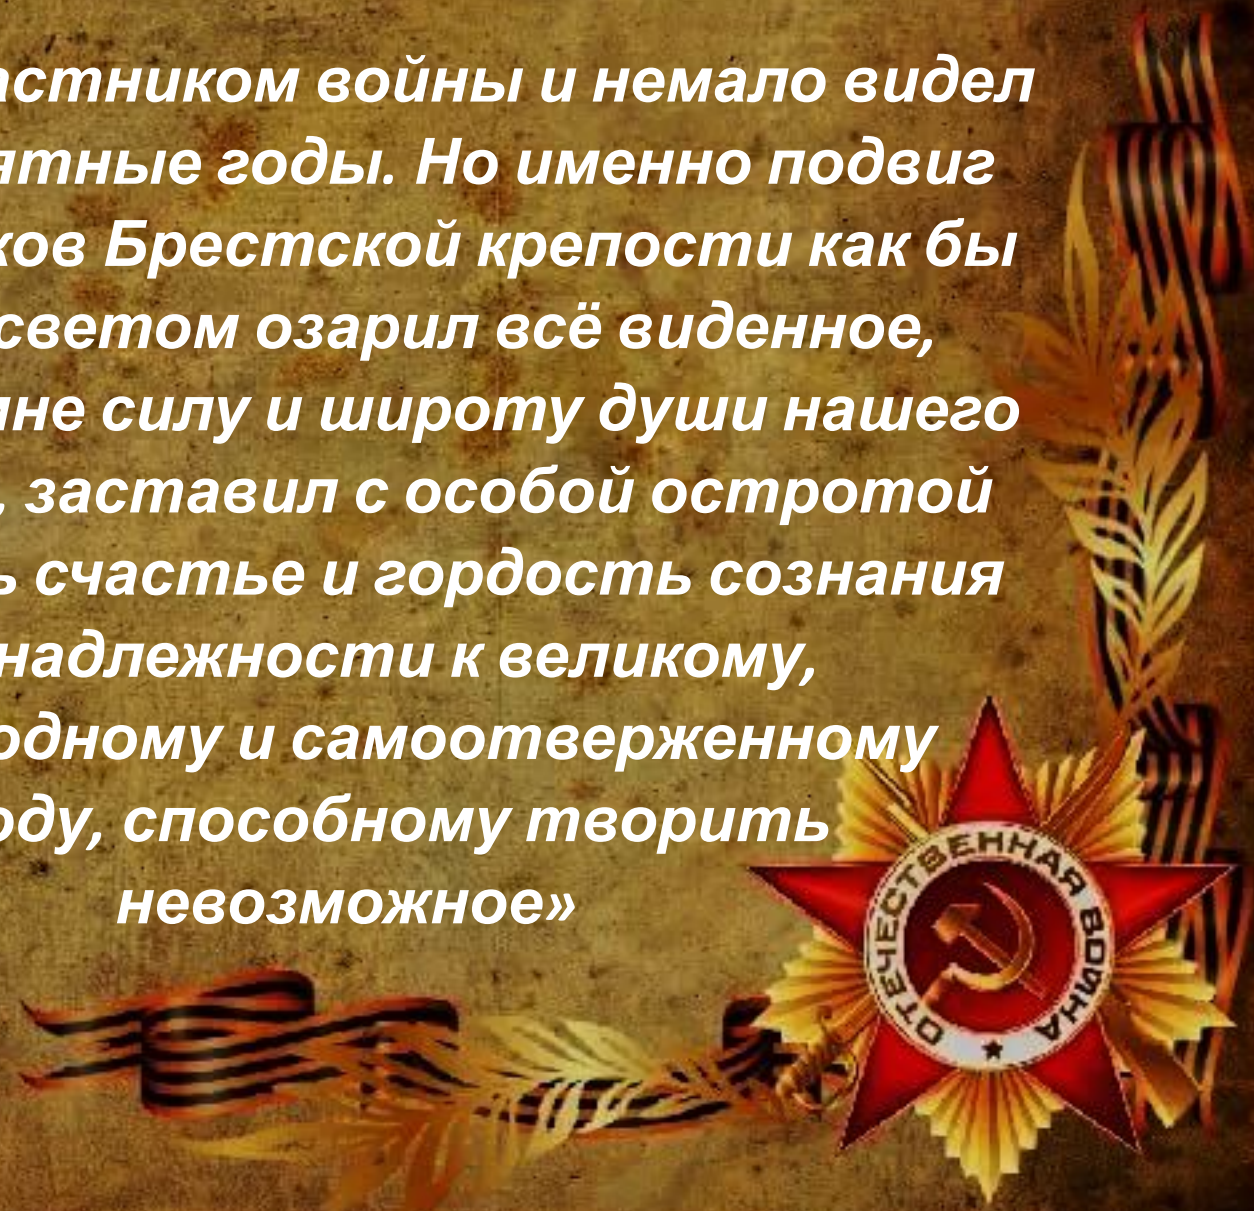 астником войны и немало видел
ятные годы. Но именно подвиг
ков Брестской крепости как бы
светом озарил всё виденное,
яне силу и широту души нашего
, заставил с особой остротой
ь счастье и гордость сознания
надлежности к великому,
одному и самоотверженному
оду, способному творить
невозможное»
ОТЕЧЕСТВЕННАЯ ВОЙНА